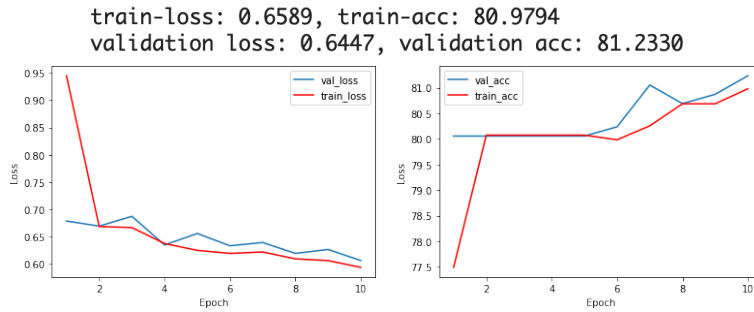 train-loss: 0.6589, train-acc: 80.9794
validation loss: 0.6447, validation acc: 81.2330
0.95
0.90
0.85
0.80
0.75
0.70
0.65
0.60
Loss
val_loss
train_loss
2
4
6
8
10
Epoch
81.0
80.5
80.0
79.5
79.0
78.5
78.0
77.5
Loss
val_acc
train_acc
2
4
6
8
10
Epoch